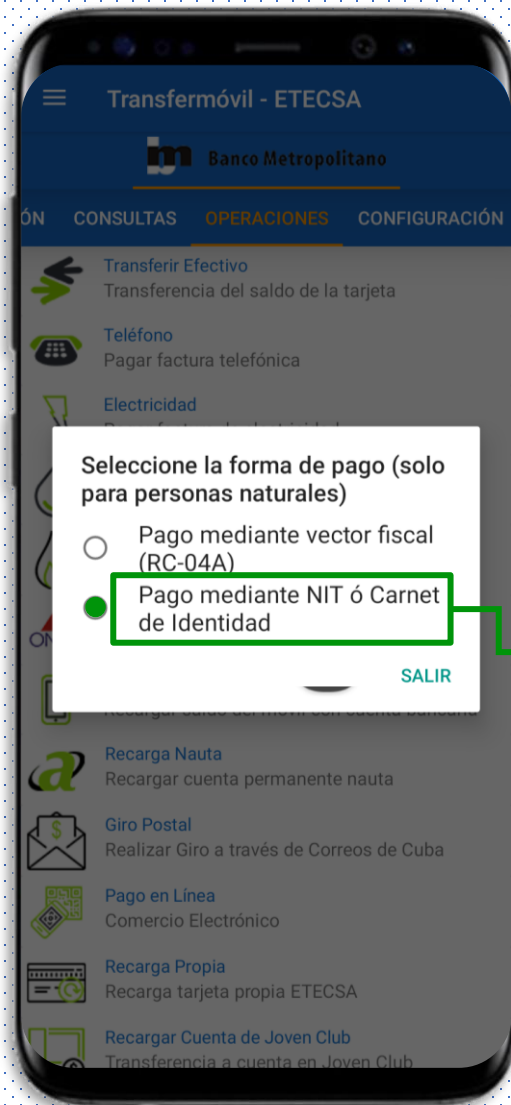 Transfermóvil - ETECSA
Banco Metropolitano
ÓN CONSULTAS OPERACIONES CONFIGURACIÓN
Transferir Efectivo
Transferencia del saldo de la tarjeta
Teléfono
Pagar factura telefónica
Electricidad
Seleccione la forma de pago (solo
para personas naturales)
Pago mediante vector fiscal
(RC-04A)
Pago mediante NIT ó Carnet
de Identidad
SALIR
Recarga Nauta
Recargar cuenta permanente nauta
Giro Postal
Realizar Giro a través de Correos de Cuba
Pago en Línea
Comercio Electrónico
Recarga Propia
Recarga tarjeta propia ETECSA
Recargar Cuenta de Joven Club
Transferencia a cuenta en Joven Club